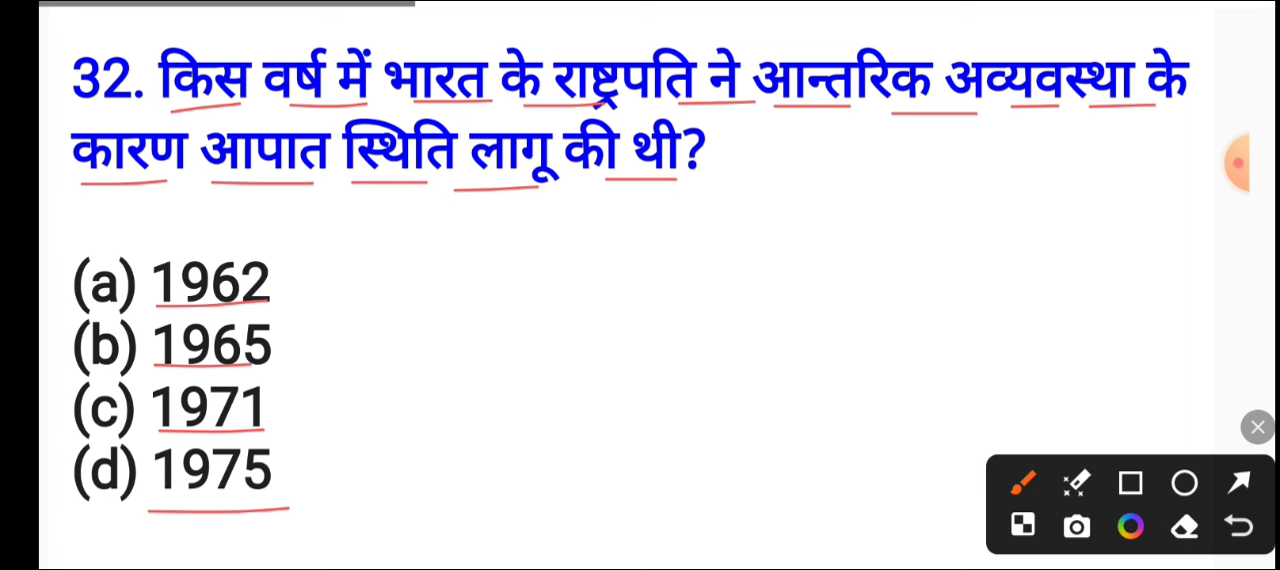 32. किस वर्ष में भारत के राष्ट्रपति ने आन्तरिक अव्यवस्था के
कारण आपात स्थिति लागू की थी?
(a) 1962
(b) 1965
(c) 1971
(d) 1975